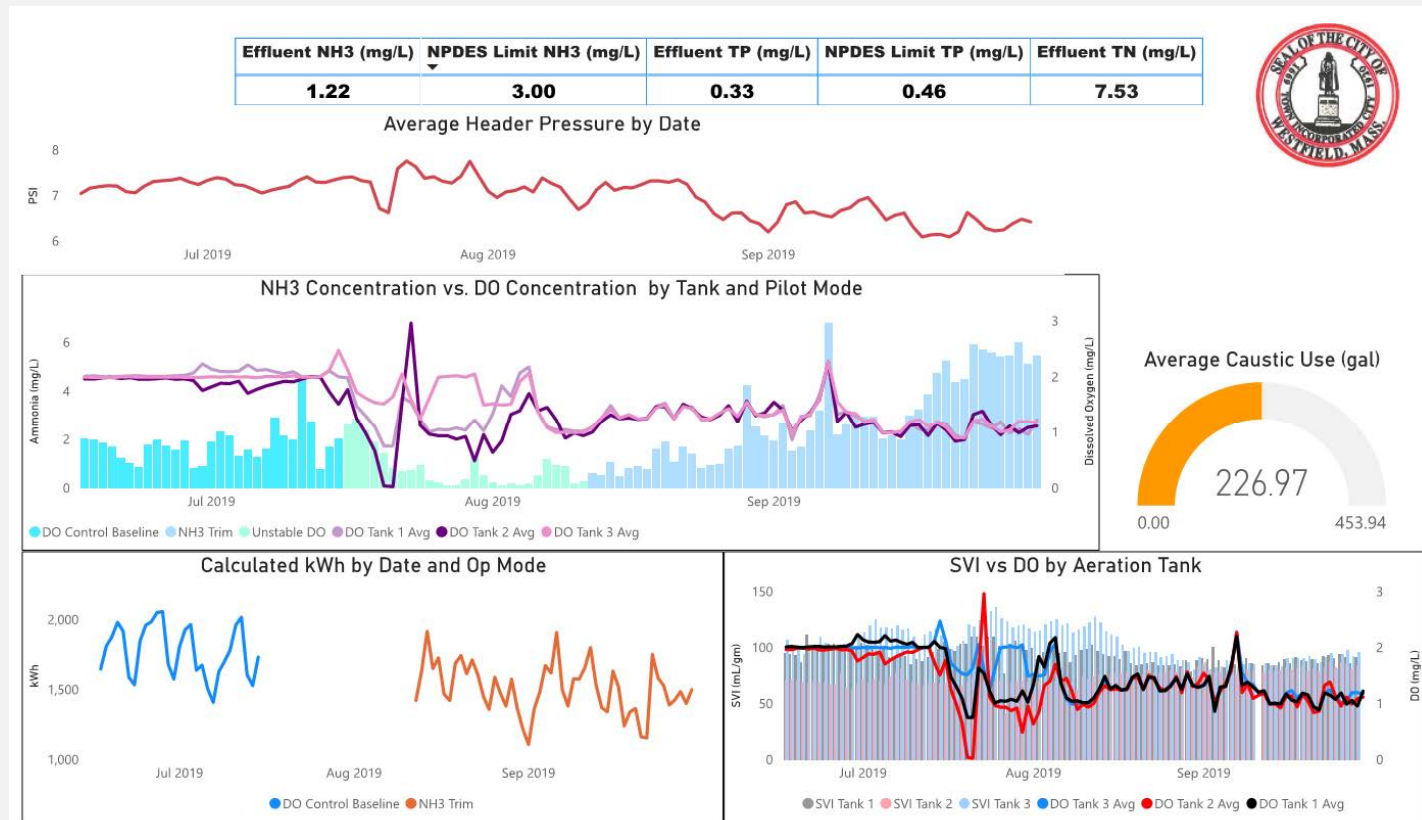 Effluent NH3 (mg/L) NPDES Limit NH3 (mg/L) Effluent TP (mg/L) NPDES Limit TP (mg/L) Effluent TN (mg/L)
1.22 3.00 0.33 0.46 7.53
SEAL OF THE CITY OF
1669 1920
TOWN INCORPORATED CITY
WESTFIELD, MASS.
Average Header Pressure by Date
PSI
8
7
6
Jul 2019 Aug 2019 Sep 2019
NH3 Concentration vs. DO Concentration by Tank and Pilot Mode
Ammonia (mg/L)
6
4
2
0
3
2
1
0
Dissolved Oxygen (mg/L)
Jul 2019 Aug 2019 Sep 2019
DO Control Baseline NH3 Trim Unstable DO DO Tank 1 Avg DO Tank 2 Avg DO Tank 3 Avg
Average Caustic Use (gal)
226.97
0.00 453.94
Calculated kWh by Date and Op Mode
kWh
2,000
1,500
1,000
Jul 2019 Aug 2019 Sep 2019
DO Control Baseline NH3 Trim
SVI vs DO by Aeration Tank
SVI (mL/gm)
150
100
50
0
3
2
1
0
DO (mg/L)
Jul 2019 Aug 2019 Sep 2019
SVI Tank 1 SVI Tank 2 SVI Tank 3 DO Tank 3 Avg DO Tank 2 Avg DO Tank 1 Avg